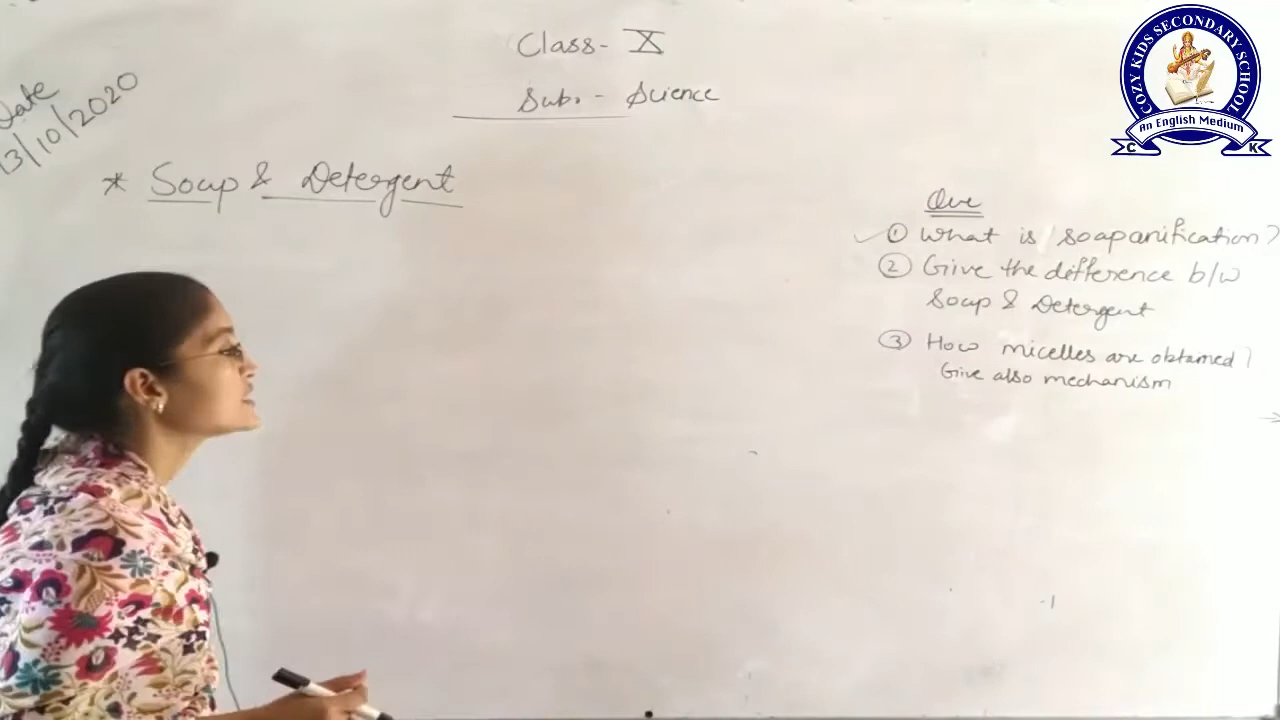 Class- X
Sub. - Science
Date
13/10/2020
* Soap & Detergent
Que
① What is soapanification?
② Give the difference b/w
Soap & Detergent
③ How micelles are obtained?
Give also mechanism
COZY KIDS SECONDARY SCHOOL
An English Medium
C K